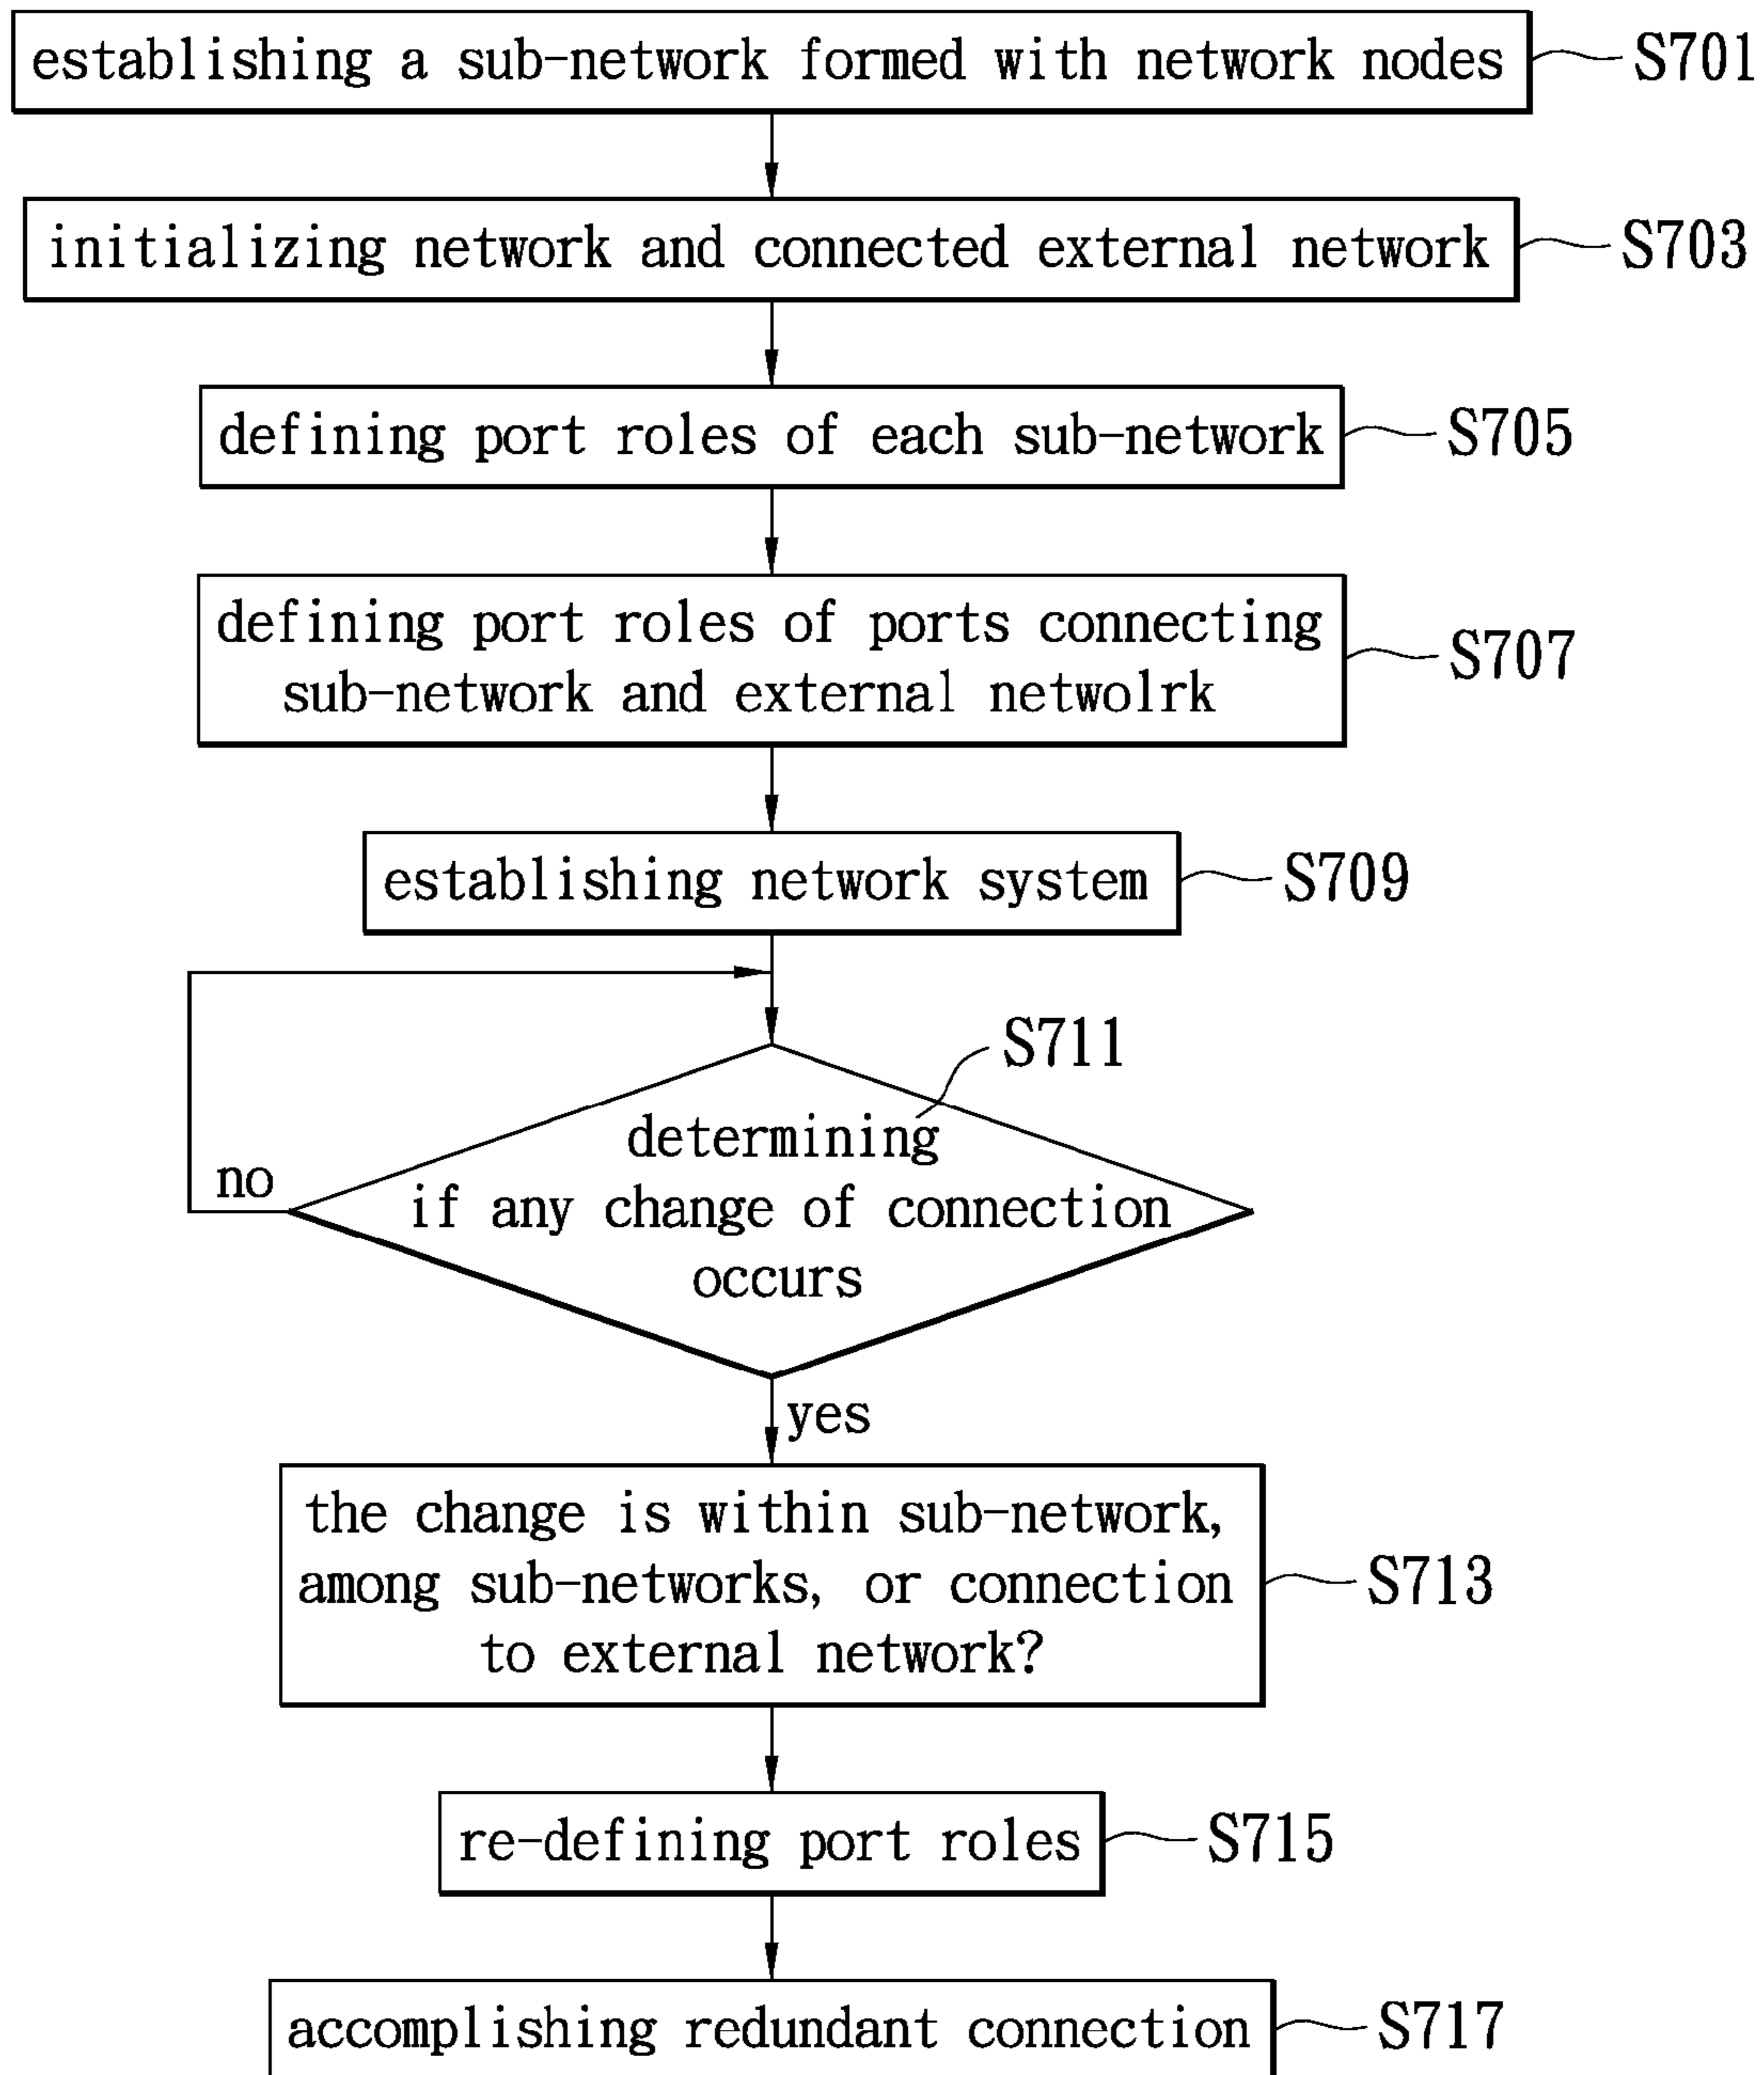 establishing a sub-network formed with network nodes S701
initializing network and connected external network S703
defining port roles of each sub-network S705
defining port roles of ports connecting
sub-network and external netwolrk
S707
establishing network system S709
S711
determining
if any change of connection
occurs
no
yes
the change is within sub-network,
among sub-networks, or connection
to external network?
S713
re-defining port roles S715
accomplishing redundant connection S717